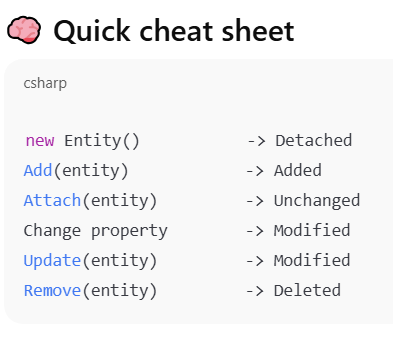 🧠 Quick cheat sheet
csharp
new Entity() -> Detached
Add(entity) -> Added
Attach(entity) -> Unchanged
Change property -> Modified
Update(entity) -> Modified
Remove(entity) -> Deleted